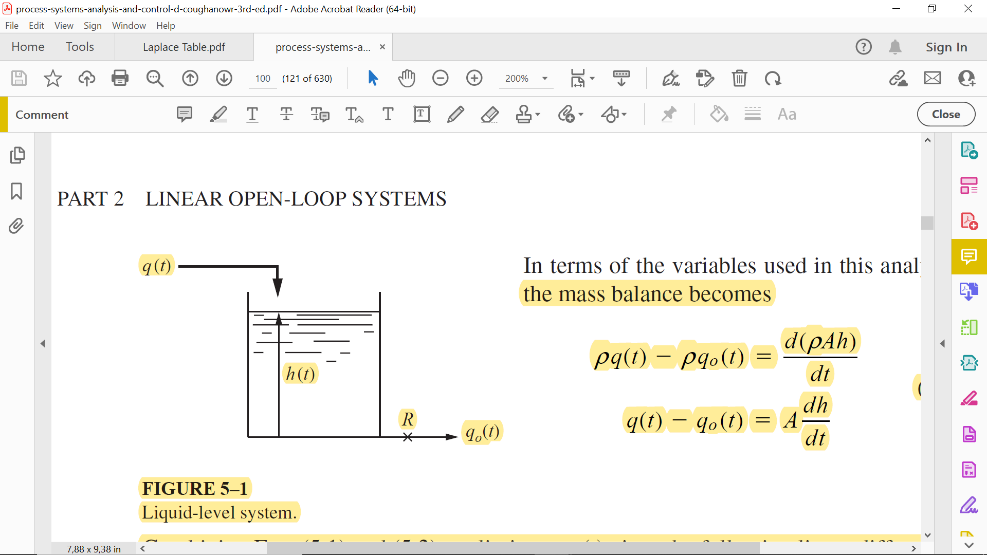 process-systems-analysis-and-control-d-coughanowr-3rd-ed.pdf - Adobe Acrobat Reader (64-bit)
File Edit View Sign Window Help
Home Tools Laplace Table.pdf process-systems-a... × Sign In
100 (121 of 630) 200%
Comment Close
PART 2 LINEAR OPEN-LOOP SYSTEMS
q(t)
h(t)
R
qₒ(t)
FIGURE 5–1
Liquid-level system.
In terms of the variables used in this anal
the mass balance becomes
ρq(t) − ρqₒ(t) = d(ρAh)/dt
q(t) − qₒ(t) = A dh/dt
7,88 x 9,38 in